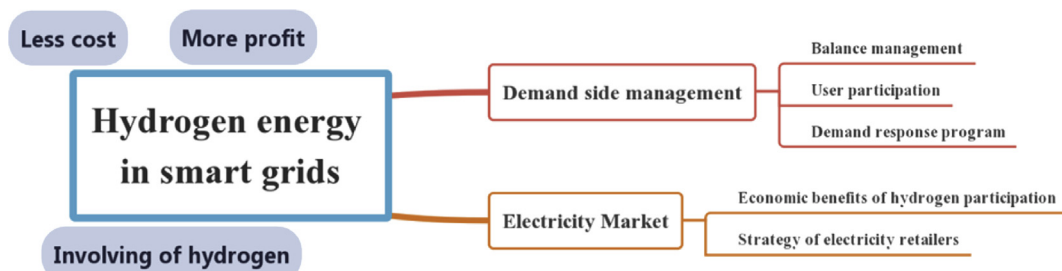 Less cost
More profit
Hydrogen energy
in smart grids
Involving of hydrogen
Demand side management
Balance management
User participation
Demand response program
Electricity Market
Economic benefits of hydrogen participation
Strategy of electricity retailers